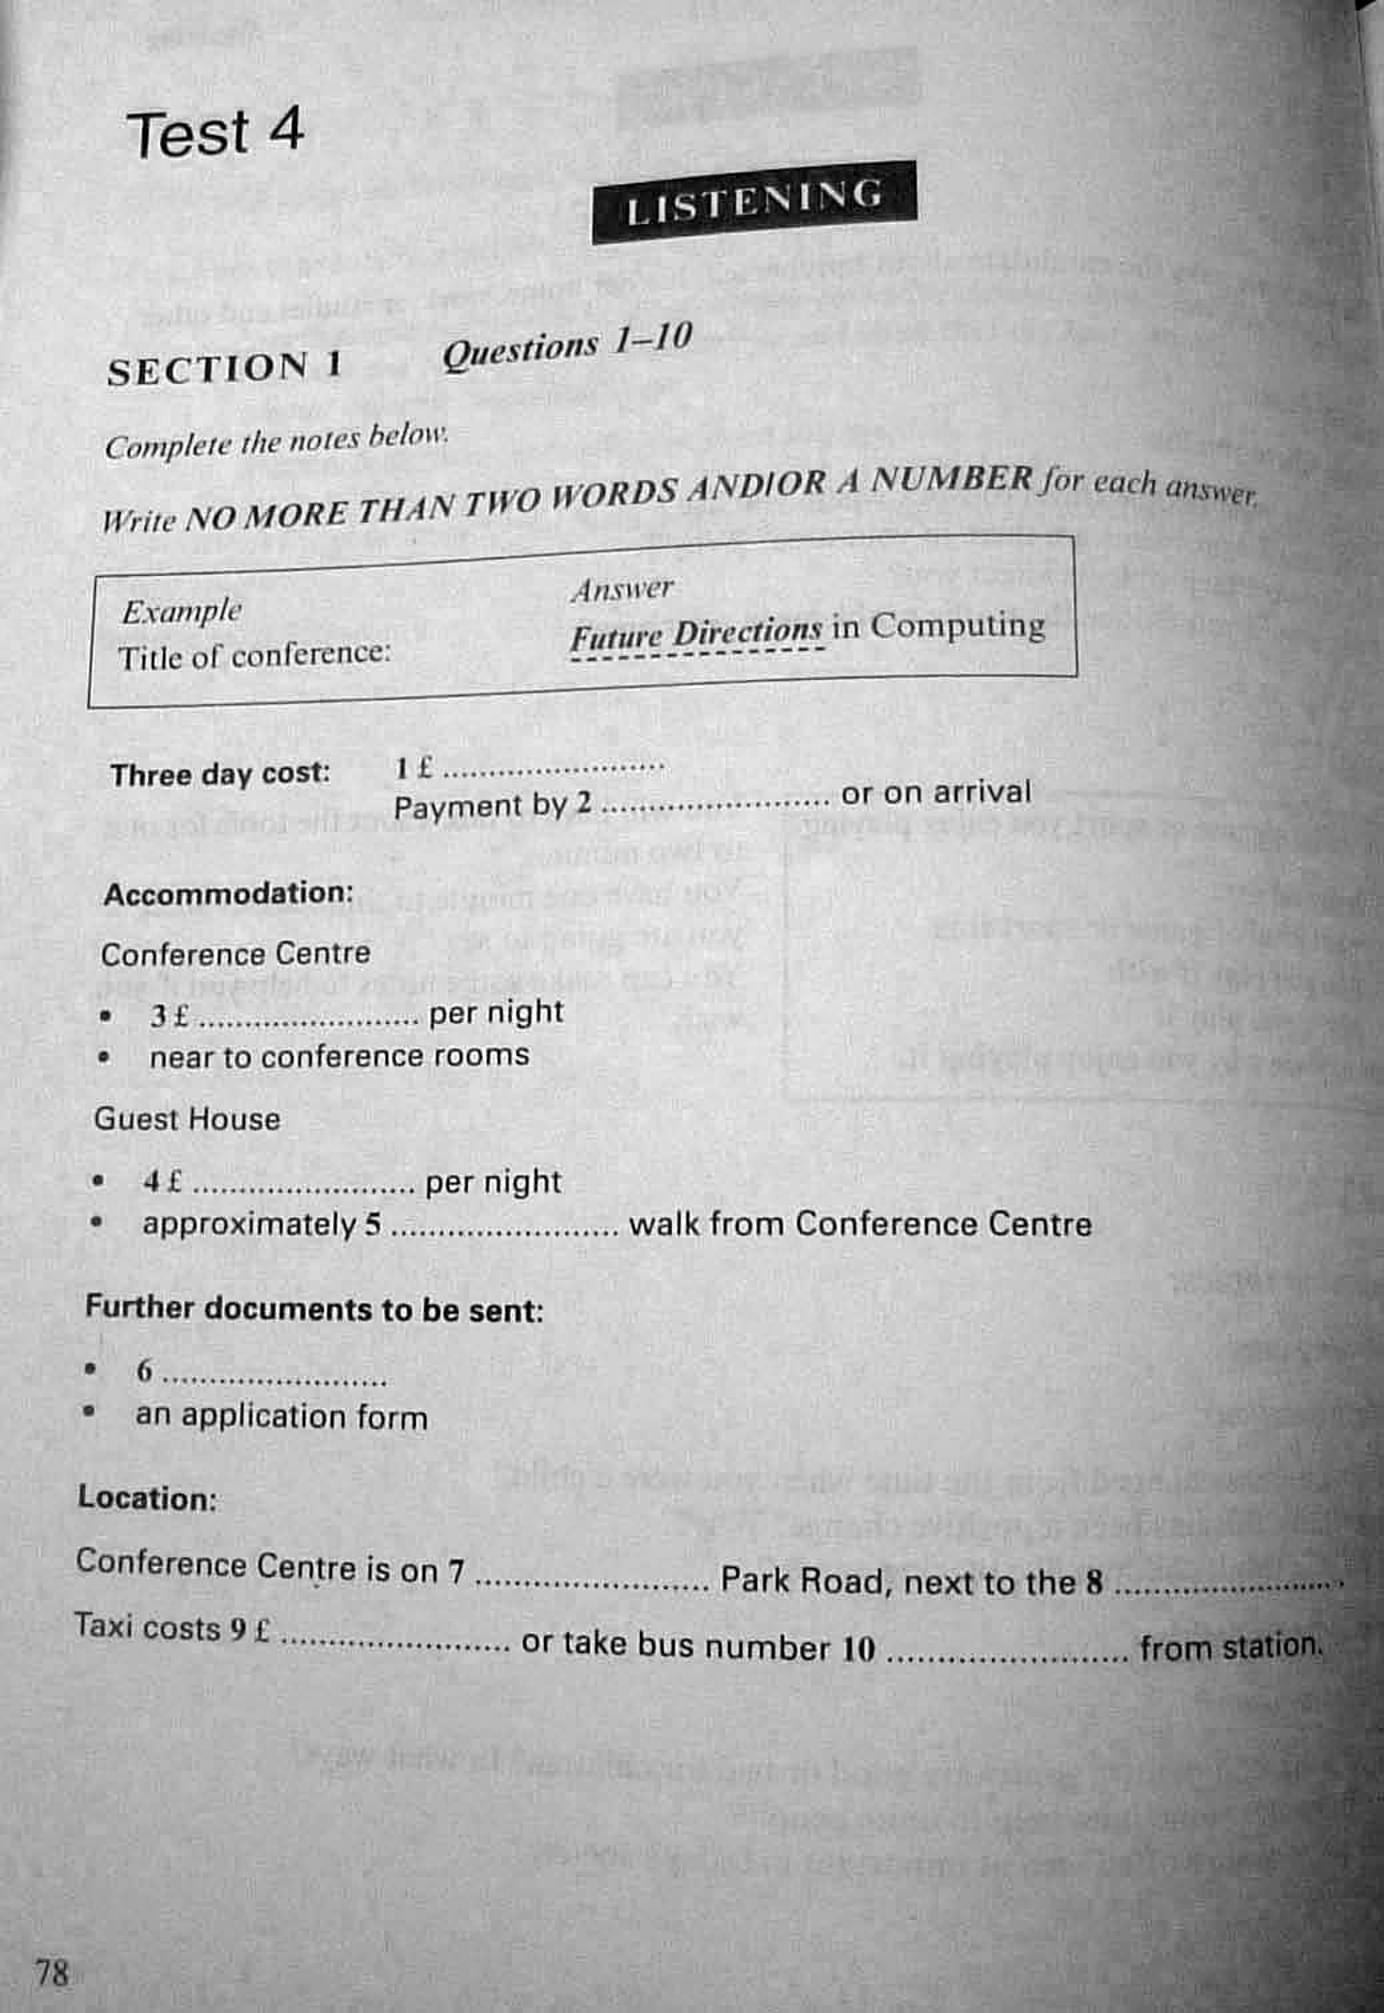 Test 4
LISTENING
SECTION 1 Questions 1–10
Complete the notes below.
Write NO MORE THAN TWO WORDS AND/OR A NUMBER for each answer.
Example Answer
Title of conference: Future Directions in Computing
Three day cost: 1 £ ........................
Payment by 2 ........................ or on arrival
Accommodation:
Conference Centre
• 3 £ ........................ per night
• near to conference rooms
Guest House
• 4 £ ........................ per night
• approximately 5 ........................ walk from Conference Centre
Further documents to be sent:
• 6 ........................
• an application form
Location:
Conference Centre is on 7 ........................ Park Road, next to the 8 ........................
Taxi costs 9 £ ........................ or take bus number 10 ........................ from station.
78